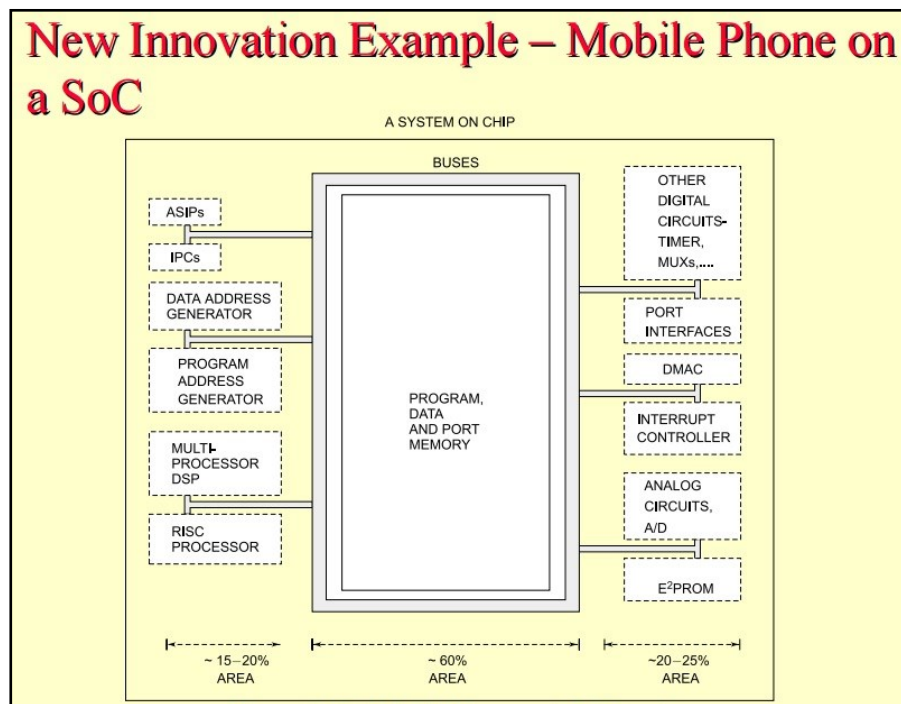 New Innovation Example – Mobile Phone on
a SoC
A SYSTEM ON CHIP
BUSES
ASIPs
IPCs
DATA ADDRESS
GENERATOR
PROGRAM
ADDRESS
GENERATOR
MULTI-
PROCESSOR
DSP
RISC
PROCESSOR
PROGRAM,
DATA
AND PORT
MEMORY
OTHER
DIGITAL
CIRCUITS-
TIMER,
MUXs,....
PORT
INTERFACES
DMAC
INTERRUPT
CONTROLLER
ANALOG
CIRCUITS,
A/D
E²PROM
~ 15–20%
AREA
~ 60%
AREA
~20–25%
AREA